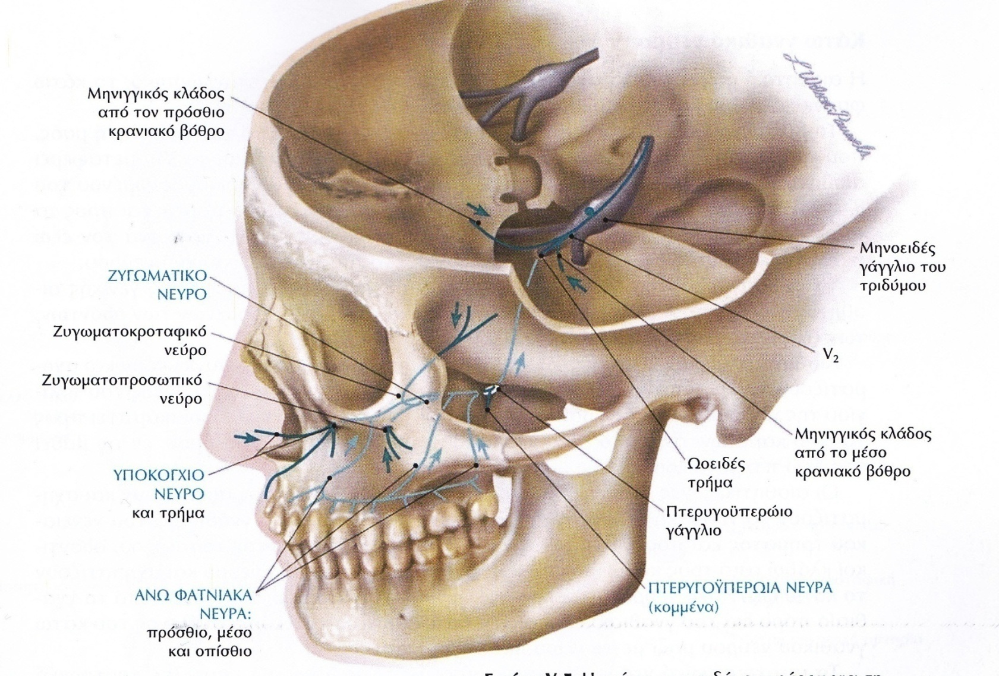 Μηνιγγικός κλάδος
από τον πρόσθιο
κρανιακό βόθρο
ΖΥΓΩΜΑΤΙΚΟ
ΝΕΥΡΟ
Ζυγωματοκροταφικό
νεύρο
Ζυγωματοπροσωπικό
νεύρο
ΥΠΟΚΟΓΧΙΟ
ΝΕΥΡΟ
και τρήμα
ΑΝΩ ΦΑΤΝΙΑΚΑ
ΝΕΥΡΑ:
πρόσθιο, μέσο
και οπίσθιο
Μηνοειδές
γάγγλιο του
τριδύμου
V2
Μηνιγγικός κλάδος
από το μέσο
κρανιακό βόθρο
Ωοειδές
τρήμα
Πτερυγοϋπερώιο
γάγγλιο
ΠΤΕΡΥΓΟΫΠΕΡΩΙΑ ΝΕΥΡΑ
(κομμένα)